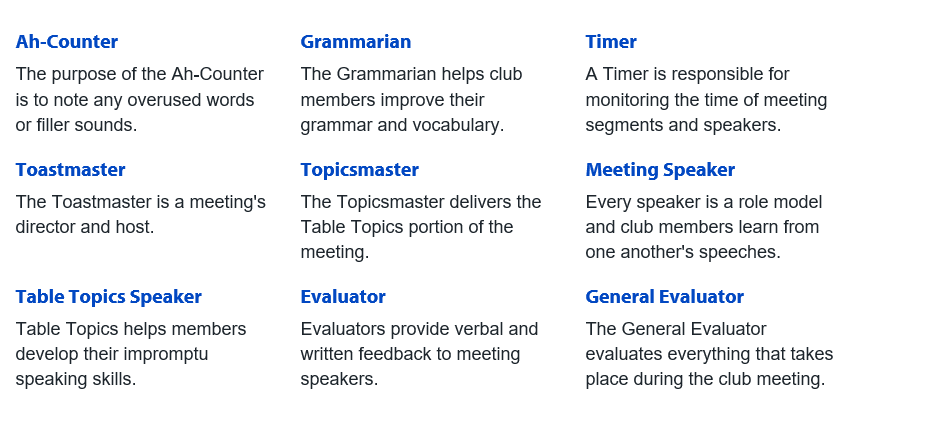 Ah-Counter
The purpose of the Ah-Counter
is to note any overused words
or filler sounds.
Grammarian
The Grammarian helps club
members improve their
grammar and vocabulary.
Timer
A Timer is responsible for
monitoring the time of meeting
segments and speakers.
Toastmaster
The Toastmaster is a meeting's
director and host.
Topicsmaster
The Topicsmaster delivers the
Table Topics portion of the
meeting.
Meeting Speaker
Every speaker is a role model
and club members learn from
one another's speeches.
Table Topics Speaker
Table Topics helps members
develop their impromptu
speaking skills.
Evaluator
Evaluators provide verbal and
written feedback to meeting
speakers.
General Evaluator
The General Evaluator
evaluates everything that takes
place during the club meeting.